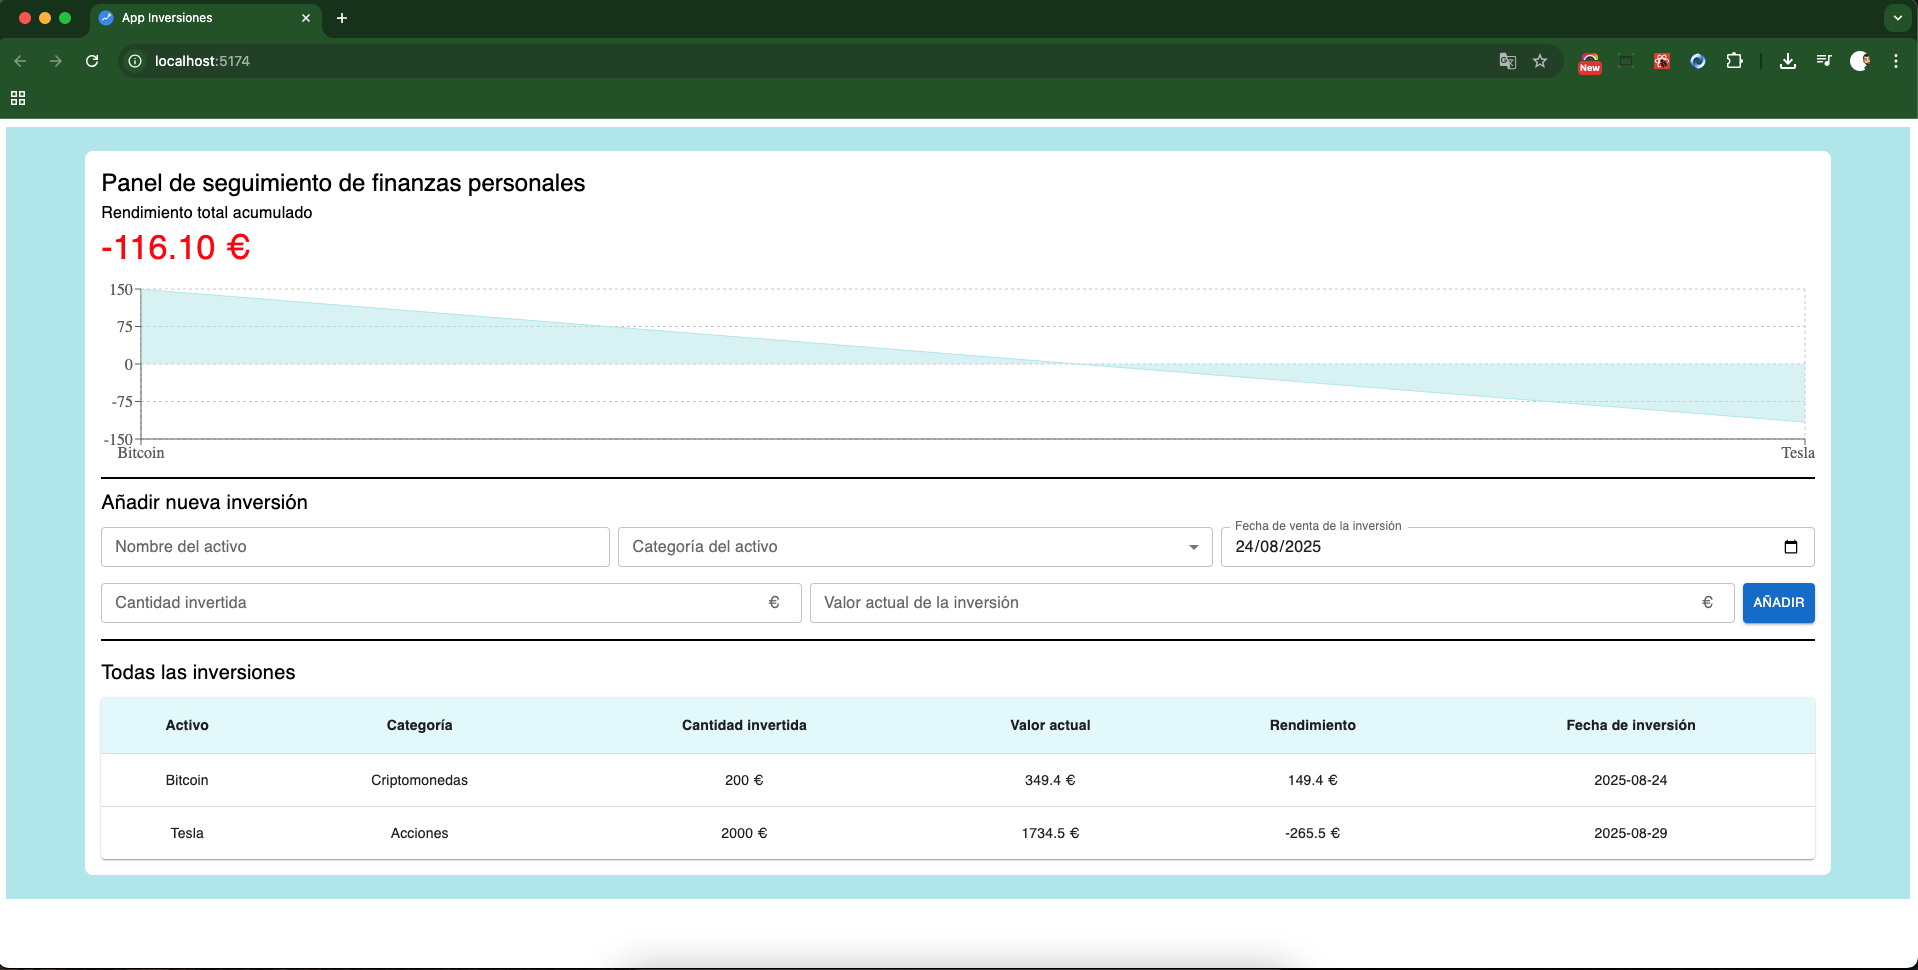 App Inversiones
localhost:5174
New
Panel de seguimiento de finanzas personales
Rendimiento total acumulado
-116.10 €
150
75
0
-75
-150
Bitcoin Tesla
Añadir nueva inversión
Fecha de venta de la inversión
Nombre del activo Categoría del activo 24/08/2025
Cantidad invertida € Valor actual de la inversión € AÑADIR
Todas las inversiones
Activo Categoría Cantidad invertida Valor actual Rendimiento Fecha de inversión
Bitcoin Criptomonedas 200 € 349.4 € 149.4 € 2025-08-24
Tesla Acciones 2000 € 1734.5 € -265.5 € 2025-08-29